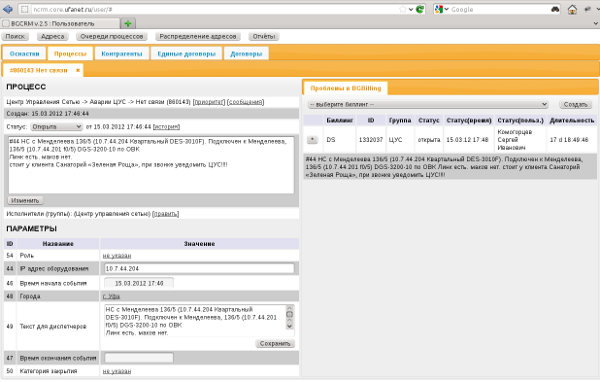 ncrm.core.ufanet.ru/user/#
Google
BGCRM v.2.5 : Пользователь
Поиск Адреса Очереди процессов Распределение адресов Отчёты
Оснастки Процессы Контрагенты Единые договоры Договоры
#860143 Нет связи ×
ПРОЦЕСС
Центр Управления Сетью -> Аварии ЦУС -> Нет связи (860143) [приоритет] [сообщения]
Создан: 15.03.2012 17:46:44
Статус: Открыта от 15.03.2012 17:46:44 [история]
#44 НС с Менделеева 136/5 (10.7.44.204 Квартальный DES-3010F). Подключен к Менделеева,
136/5 (10.7.44.201 f0/5) DGS-3200-10 по ОВК
Линк есть. маков нет.
стоит у клиента Санаторий «Зеленая Роща», при звонке уведомить ЦУС!!!!
Изменить
Исполнители (группы): (Центр управления сетью) [править]
ПАРАМЕТРЫ
ID Название Значение
54 Роль не указан
44 IP адрес оборудования 10.7.44.204
46 Время начала события 15.03.2012 17:46
48 Города г. Уфа
49 Текст для диспетчеров
НС с Менделеева 136/5 (10.7.44.204 Квартальный
DES-3010F). Подключен к Менделеева, 136/5 (10.7.44.201
f0/5) DGS-3200-10 по ОВК
Линк есть. маков нет.
Сохранить
47 Время окончания события
50 Категория закрытия не указан
Проблемы в BGBilling
-- выберите биллинг -- Создать
Биллинг ID Группа Статус Статус(время) Статус(польз.) Длительность
DS 1332037 ЦУС открыта 15.03.12 17:46 Комогорцев Сергей Иванович 17 d 18:49:46
#44 НС с Менделеева 136/5 (10.7.44.204 Квартальный DES-3010F). Подключен к Менделеева,
136/5 (10.7.44.201 f0/5) DGS-3200-10 по ОВК Линк есть. маков нет. стоит у клиента Санаторий
«Зеленая Роща», при звонке уведомить ЦУС!!!!